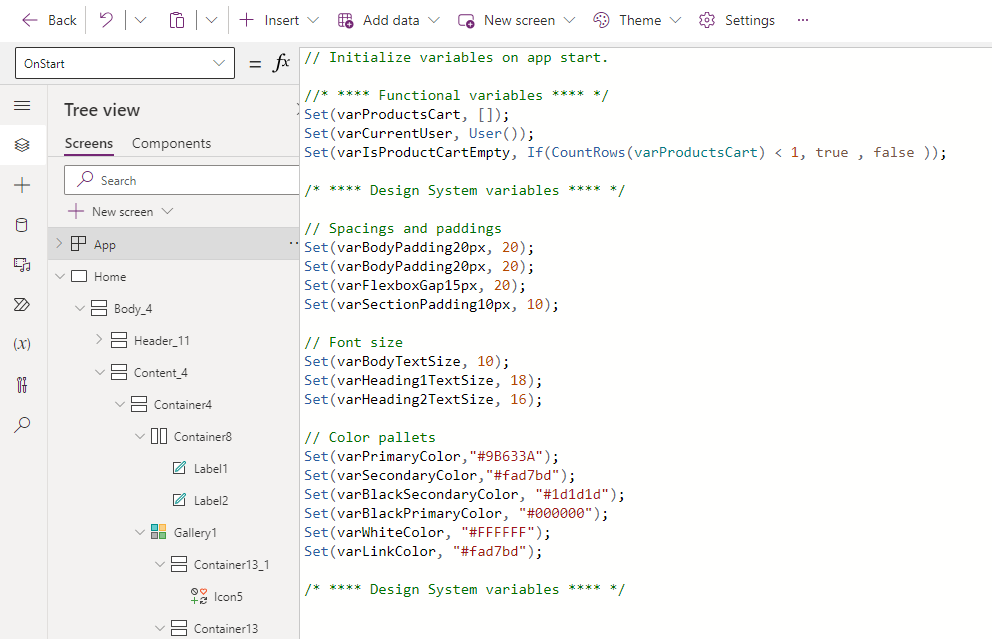 Back Insert Add data New screen Theme Settings ...
OnStart = fx
// Initialize variables on app start.
//* **** Functional variables **** */
Set(varProductsCart, []);
Set(varCurrentUser, User());
Set(varIsProductCartEmpty, If(CountRows(varProductsCart) < 1, true , false ));
/* **** Design System variables **** */
// Spacings and paddings
Set(varBodyPadding20px, 20);
Set(varBodyPadding20px, 20);
Set(varFlexboxGap15px, 20);
Set(varSectionPadding10px, 10);
// Font size
Set(varBodyTextSize, 10);
Set(varHeading1TextSize, 18);
Set(varHeading2TextSize, 16);
// Color pallets
Set(varPrimaryColor,"#9B633A");
Set(varSecondaryColor,"#fad7bd");
Set(varBlackSecondaryColor, "#1d1d1d");
Set(varBlackPrimaryColor, "#000000");
Set(varWhiteColor, "#FFFFFF");
Set(varLinkColor, "#fad7bd");
/* **** Design System variables **** */
Tree view
Screens Components
Search
New screen
App
Home
Body_4
Header_11
Content_4
Container4
Container8
Label1
Label2
Gallery1
Container13_1
Icon5
Container13
(x)